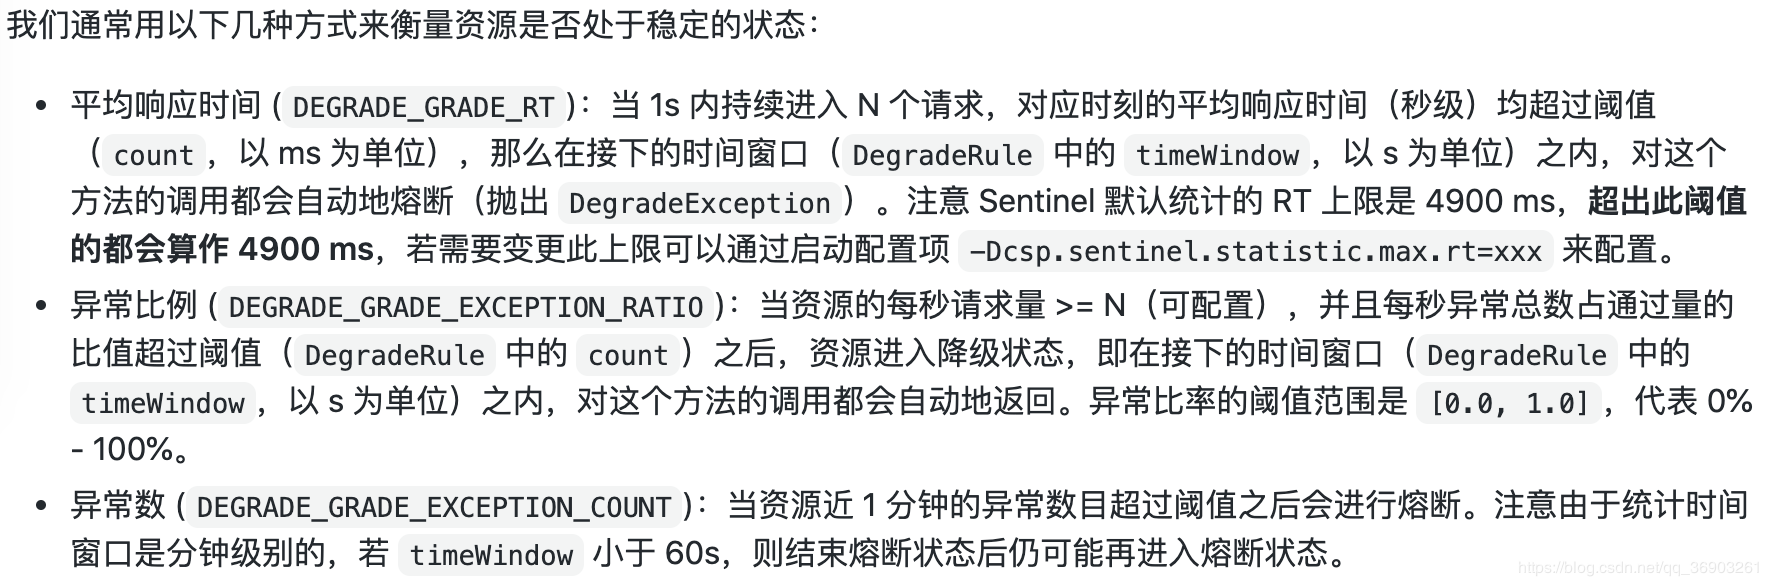 我们通常用以下几种方式来衡量资源是否处于稳定的状态：
• 平均响应时间 (DEGRADE_GRADE_RT)：当 1s 内持续进入 N 个请求，对应时刻的平均响应时间（秒级）均超过阈值
（count，以 ms 为单位），那么在接下的时间窗口（DegradeRule 中的 timeWindow，以 s 为单位）之内，对这个
方法的调用都会自动地熔断（抛出 DegradeException）。注意 Sentinel 默认统计的 RT 上限是 4900 ms，超出此阈值
的都会算作 4900 ms，若需要变更此上限可以通过启动配置项 -Dcsp.sentinel.statistic.max.rt=xxx 来配置。
• 异常比例 (DEGRADE_GRADE_EXCEPTION_RATIO)：当资源的每秒请求量 >= N（可配置），并且每秒异常总数占通过量的
比值超过阈值（DegradeRule 中的 count）之后，资源进入降级状态，即在接下的时间窗口（DegradeRule 中的
timeWindow，以 s 为单位）之内，对这个方法的调用都会自动地返回。异常比率的阈值范围是 [0.0, 1.0]，代表 0%
- 100%。
• 异常数 (DEGRADE_GRADE_EXCEPTION_COUNT)：当资源近 1 分钟的异常数目超过阈值之后会进行熔断。注意由于统计时间
窗口是分钟级别的，若 timeWindow 小于 60s，则结束熔断状态后仍可能再进入熔断状态。
https://blog.csdn.net/qq_36903261